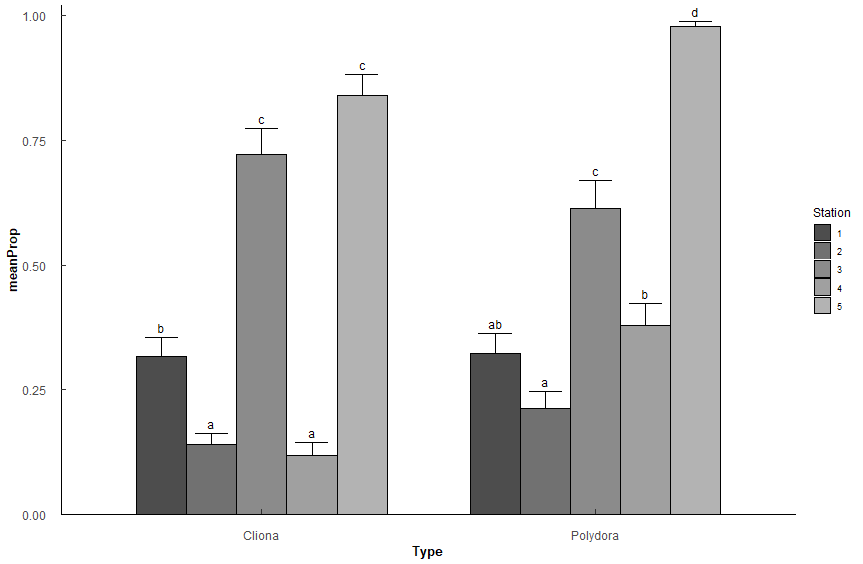 meanProp
1.00
0.75
0.50
0.25
0.00
b
a
c
a
c
ab
a
c
b
d
Cliona
Polydora
Type
Station
1
2
3
4
5